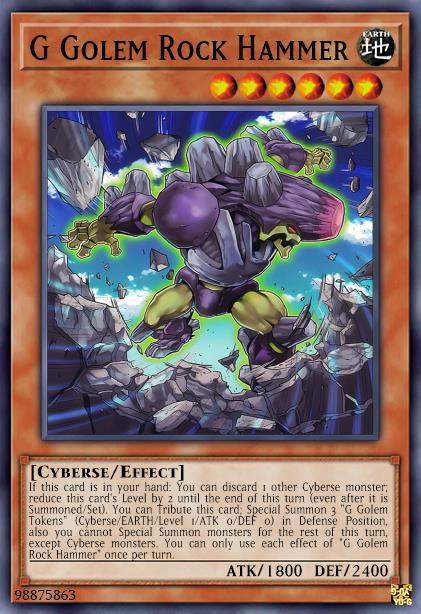 G Golem Rock Hammer
EARTH
地
[Cyberse/Effect]
If this card is in your hand: You can discard 1 other Cyberse monster;
reduce this card's Level by 2 until the end of this turn (even after it is
Summoned/Set). You can Tribute this card; Special Summon 3 "G Golem
Tokens" (Cyberse/EARTH/Level 1/ATK 0/DEF 0) in Defense Position,
also you cannot Special Summon monsters for the rest of this turn,
except Cyberse monsters. You can only use each effect of "G Golem
Rock Hammer" once per turn.
ATK/1800 DEF/2400
98875863